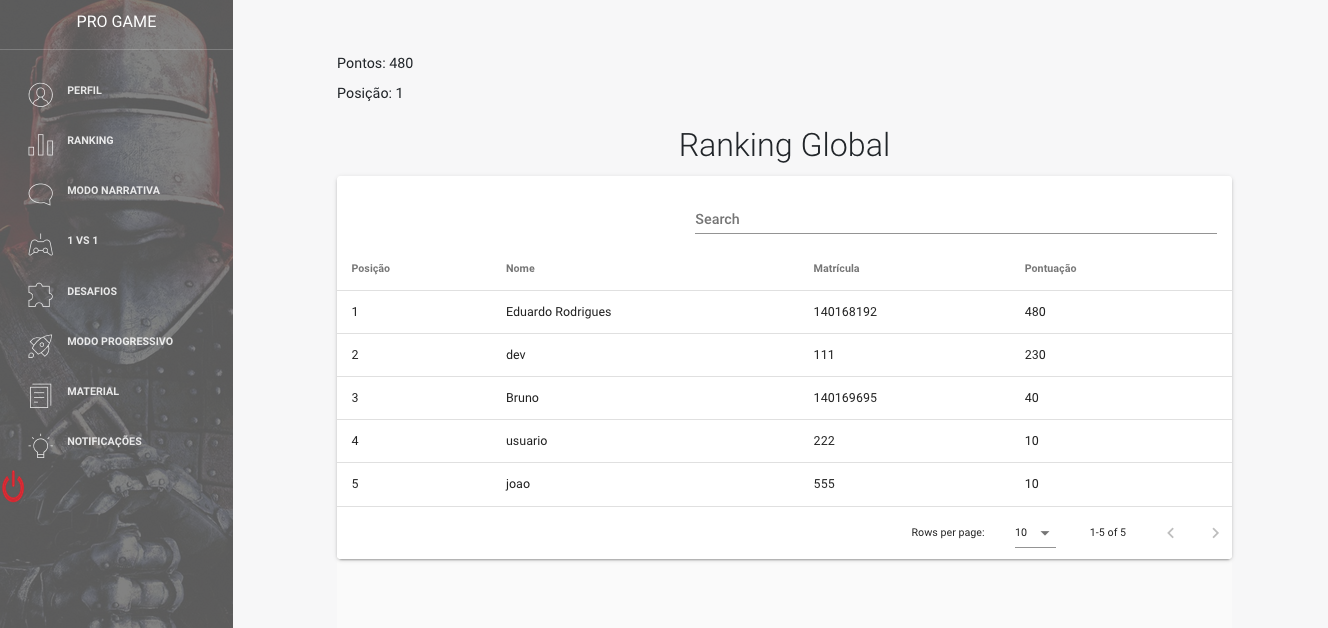 PRO GAME
PERFIL
RANKING
MODO NARRATIVA
1 VS 1
DESAFIOS
MODO PROGRESSIVO
MATERIAL
NOTIFICAÇÕES
Pontos: 480
Posição: 1
Ranking Global
Search
Posição Nome Matrícula Pontuação
1 Eduardo Rodrigues 140168192 480
2 dev 111 230
3 Bruno 140169695 40
4 usuario 222 10
5 joao 555 10
Rows per page: 10 1-5 of 5